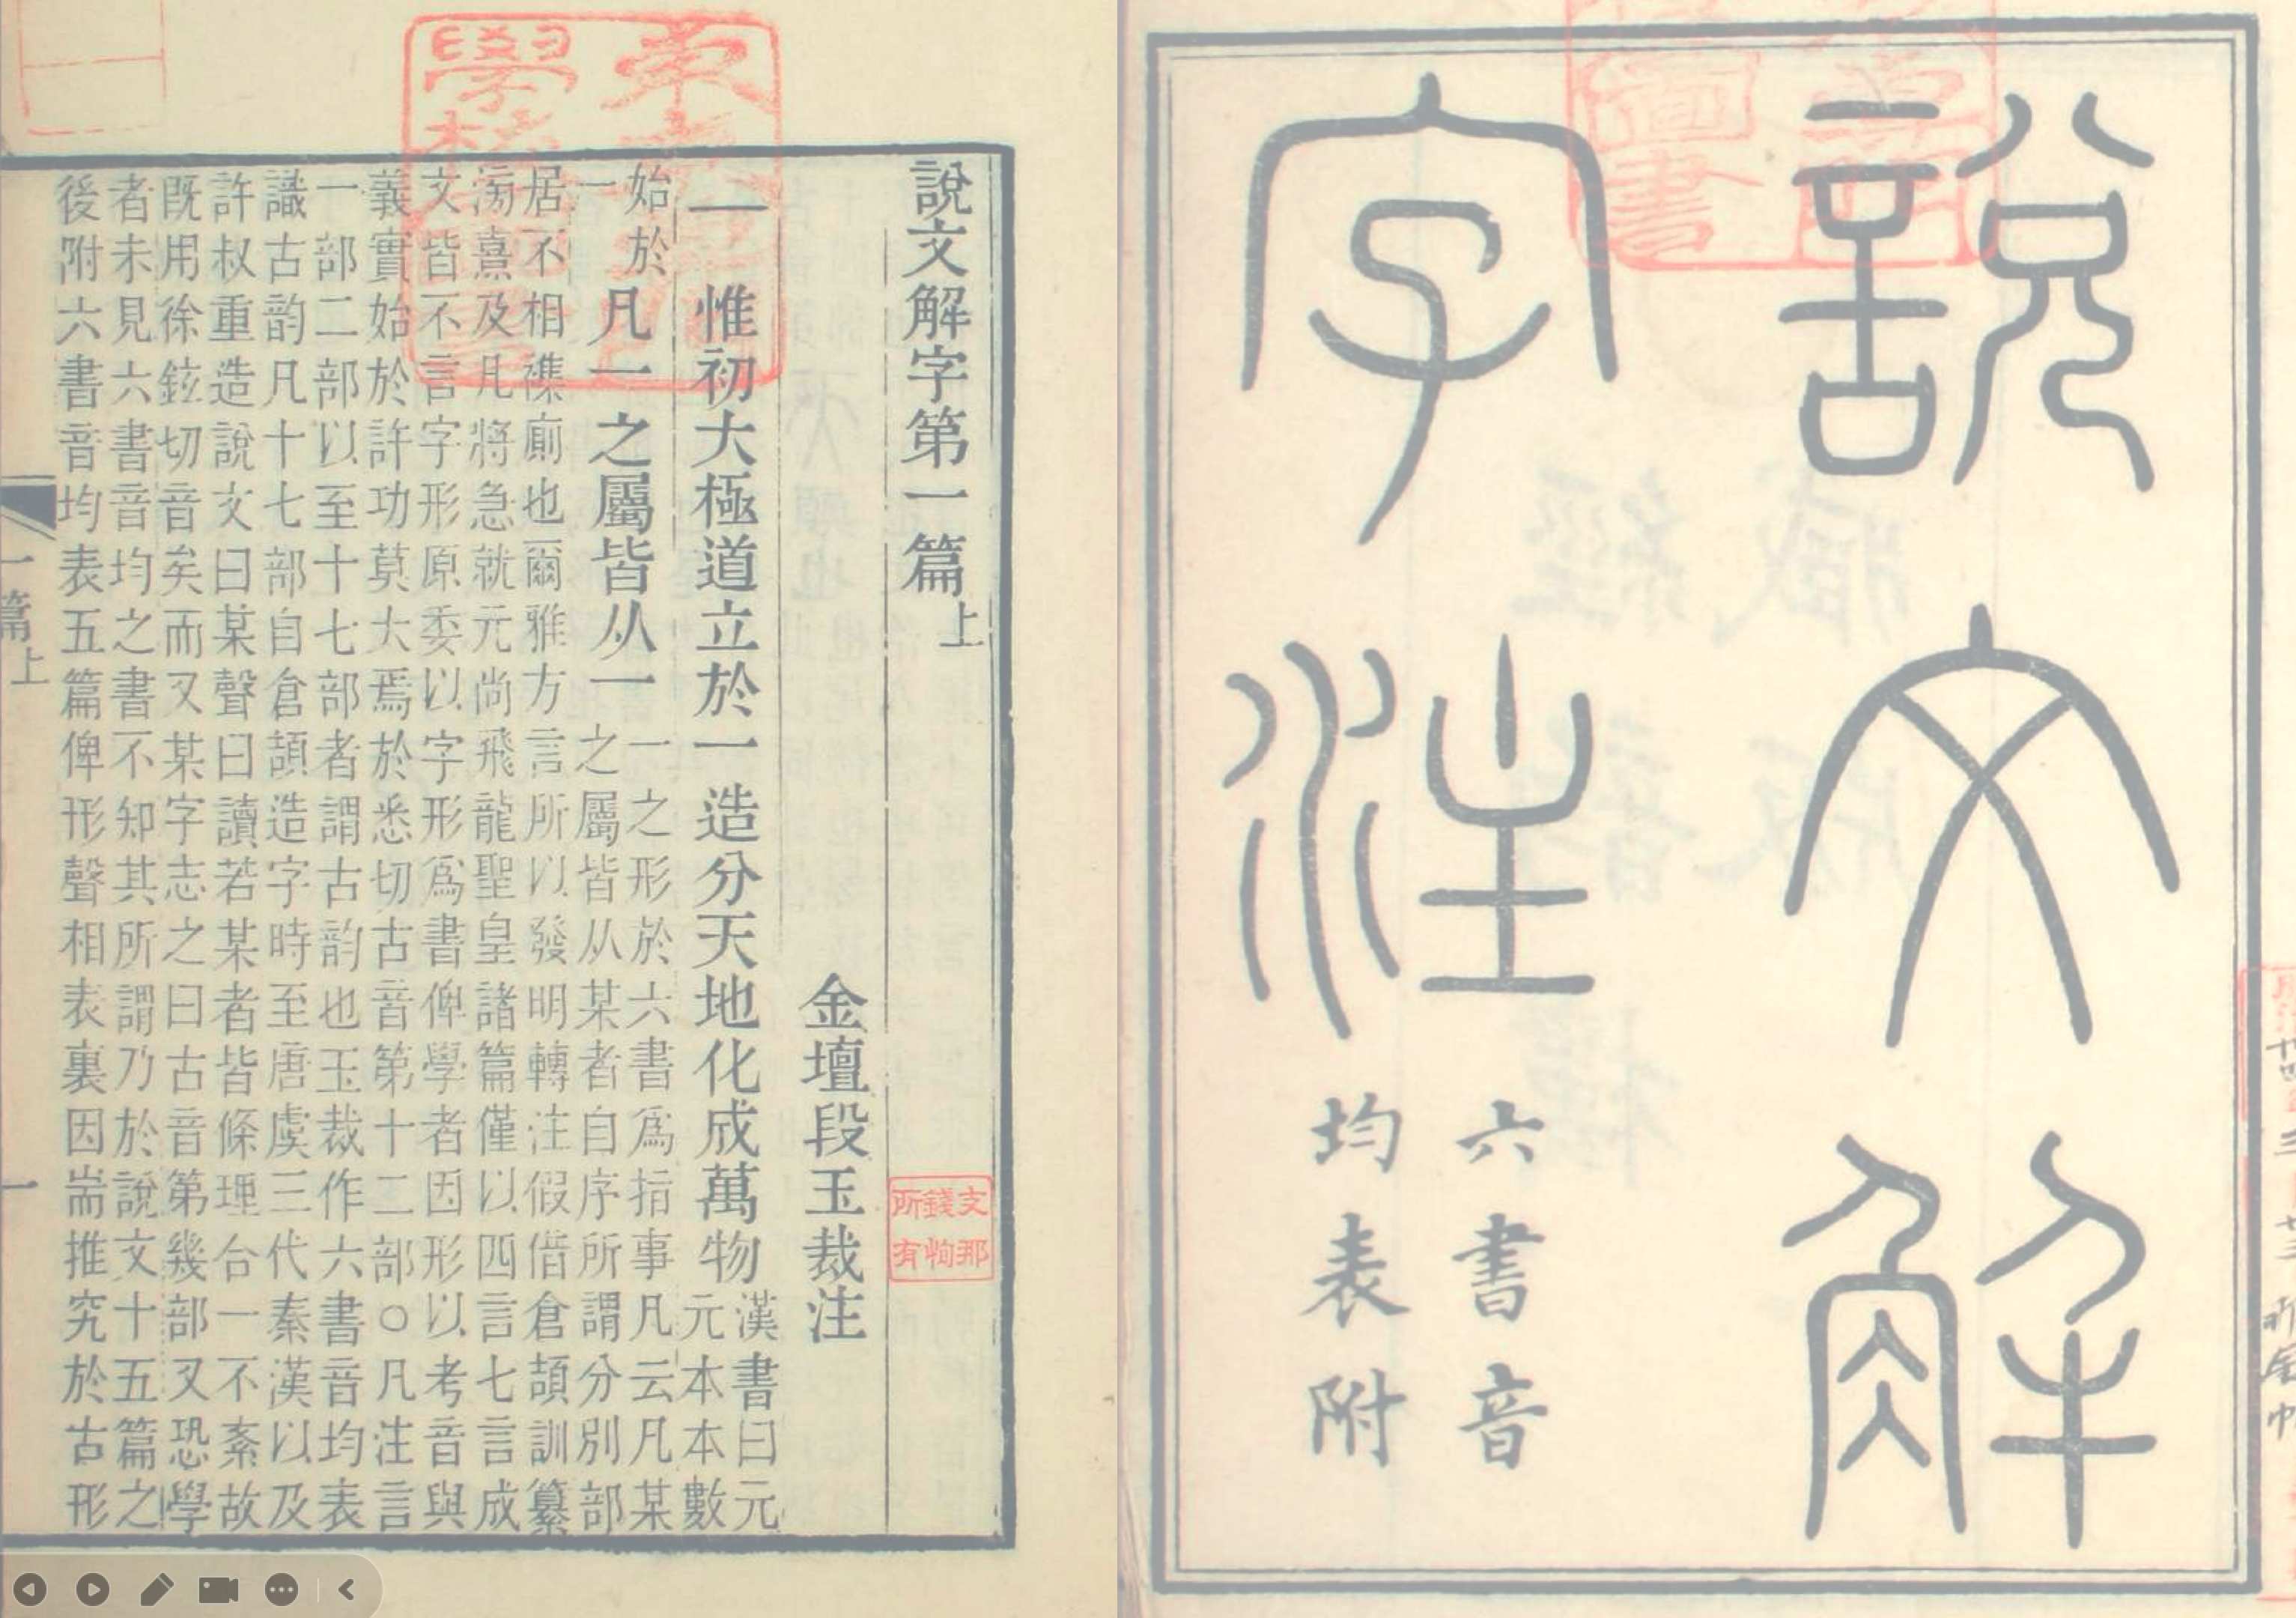 說文解
字注
六書音
均表附
說文解字第一篇上
支那
錢恂
所有
金壇段玉裁注
一惟初大極道立於一造分天地化成萬物漢書曰元
元本本數
始於
一
凡一之屬皆从一
一之形於六書爲指事凡云凡某
之屬皆从某者自序所謂分別部
居不相襍廁也爾雅方言所以發明轉注假借倉頡訓纂
滂熹及凡將急就元尚飛龍聖皇諸篇僅以四言七言成
文皆不言字形原委以字形爲書俾學者因形以考音與
義實始於許功莫大焉於悉切古音第十二部○凡注言
一部二部以至十七部者謂古韵也玉裁作六書音均表
識古韵凡十七部自倉頡造字時至唐虞三代秦漢以及
許叔重造說文曰某聲曰讀若某者皆條理合一不紊故
既用徐鉉切音矣而又某字志之曰古音第幾部又恐學
者未見六書音均之書不知其所謂乃於說文十五篇之
後附六書音均表五篇俾形聲相表裏因耑推究於古形
一篇上
一